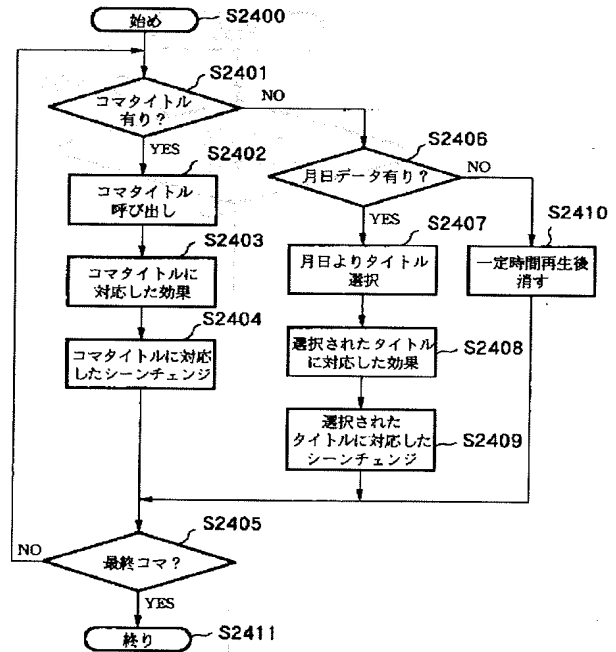 始め
S2400
S2401
コマタイトル
有り?
NO
YES
S2402
コマタイトル
呼び出し
S2403
コマタイトルに
対応した効果
S2404
コマタイトルに対応
したシーンチェンジ
S2406
月日データ有り?
NO
YES
S2407
月日よりタイトル
選択
選択されたタイトル
に対応した効果
S2408
選択された
タイトルに対応した
シーンチェンジ
S2409
S2410
一定時間再生後
消す
S2405
最終コマ?
NO
YES
終り
S2411